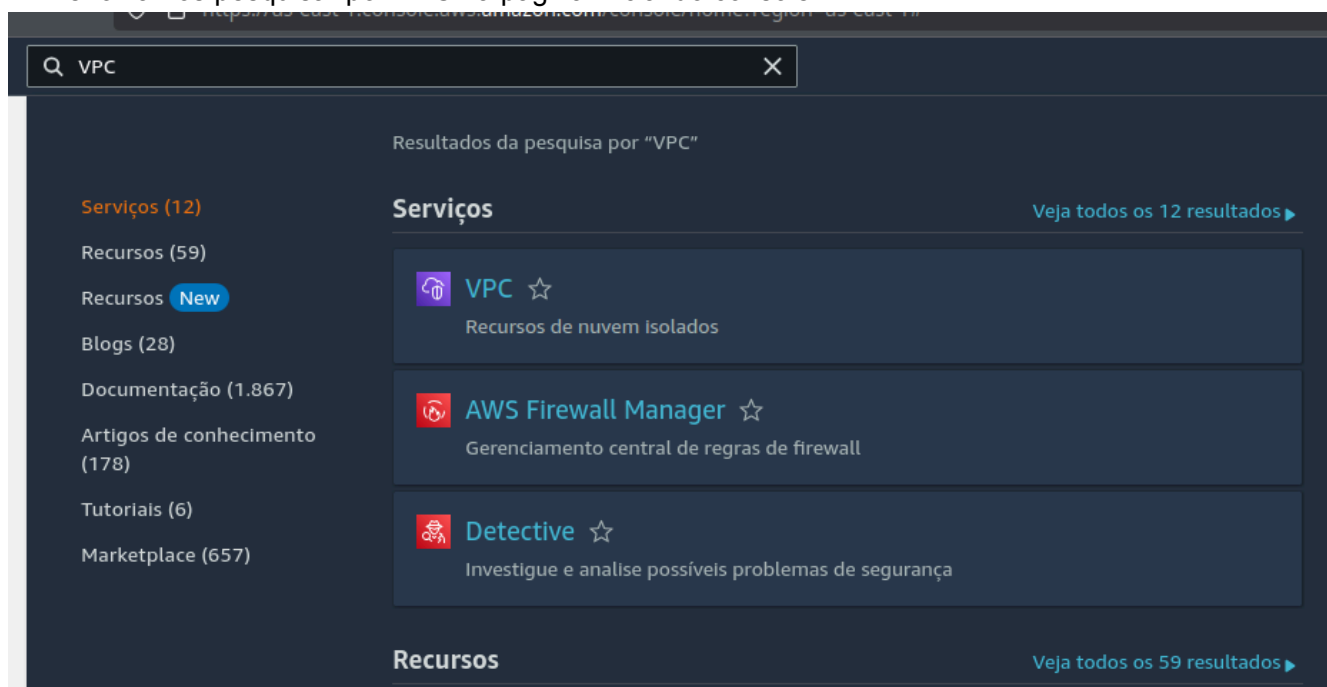 VPC
Resultados da pesquisa por “VPC”
Serviços (12)
Recursos (59)
Recursos New
Blogs (28)
Documentação (1.867)
Artigos de conhecimento
(178)
Tutoriais (6)
Marketplace (657)
Serviços
Veja todos os 12 resultados
VPC
Recursos de nuvem isolados
AWS Firewall Manager
Gerenciamento central de regras de firewall
Detective
Investigue e analise possíveis problemas de segurança
Recursos
Veja todos os 59 resultados